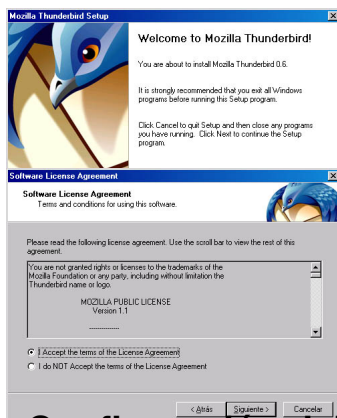 Mozilla Thunderbird Setup
Welcome to Mozilla Thunderbird!
You are about to install Mozilla Thunderbird 0.6.
It is strongly recommended that you exit all Windows
programs before running this Setup program.
Click Cancel to quit Setup and then close any programs
you have running. Click Next to continue the Setup
program.
Software License Agreement
Software License Agreement
Terms and conditions for using this software.
Please read the following license agreement. Use the scroll bar to view the rest of this
agreement.
You are not granted rights or licenses to the trademarks of the
Mozilla Foundation or any party, including without limitation the
Thunderbird name or logo.
MOZILLA PUBLIC LICENSE
Version 1.1
---------------
I Accept the terms of the License Agreement
I do NOT Accept the terms of the License Agreement
< Atrás Siguiente > Cancelar